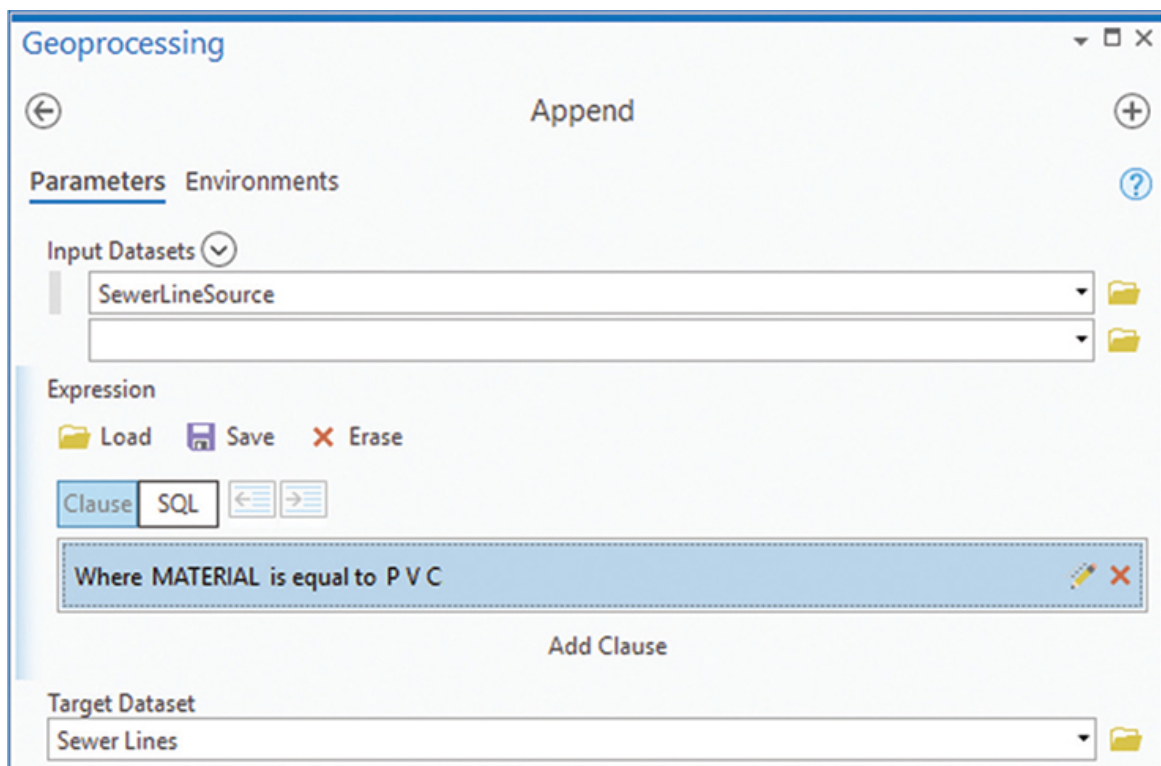 Geoprocessing
Append
Parameters Environments
Input Datasets
SewerLineSource
Expression
Load Save Erase
Clause SQL
Where MATERIAL is equal to P V C
Add Clause
Target Dataset
Sewer Lines